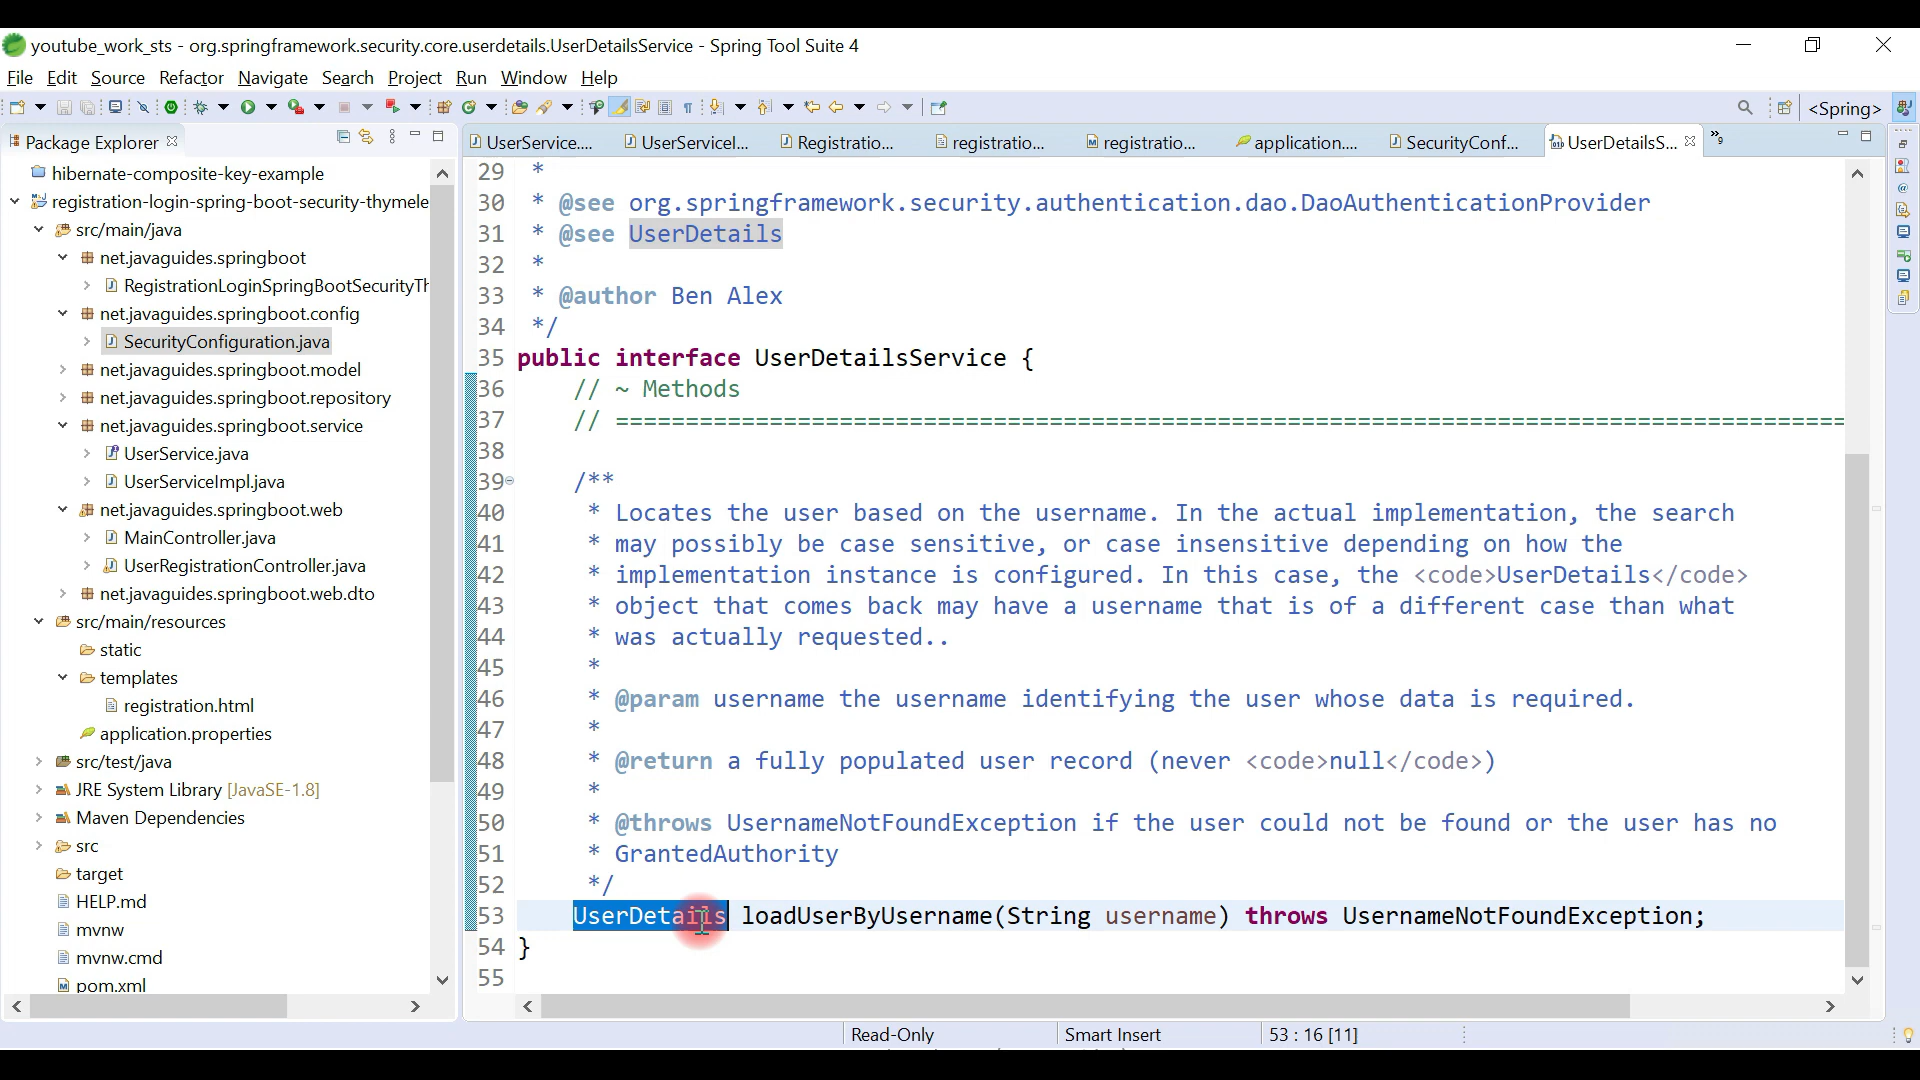 youtube_work_sts - org.springframework.security.core.userdetails.UserDetailsService - Spring Tool Suite 4
File Edit Source Refactor Navigate Search Project Run Window Help
<Spring>
Package Explorer
UserService....
UserServiceI...
Registratio...
registratio...
registratio...
application....
SecurityConf...
UserDetailsS...
»9
hibernate-composite-key-example
registration-login-spring-boot-security-thymele
src/main/java
net.javaguides.springboot
RegistrationLoginSpringBootSecurityTh
net.javaguides.springboot.config
SecurityConfiguration.java
net.javaguides.springboot.model
net.javaguides.springboot.repository
net.javaguides.springboot.service
UserService.java
UserServiceImpl.java
net.javaguides.springboot.web
MainController.java
UserRegistrationController.java
net.javaguides.springboot.web.dto
src/main/resources
static
templates
registration.html
application.properties
src/test/java
JRE System Library [JavaSE-1.8]
Maven Dependencies
src
target
HELP.md
mvnw
mvnw.cmd
pom.xml
29 *
30 * @see org.springframework.security.authentication.dao.DaoAuthenticationProvider
31 * @see UserDetails
32 *
33 * @author Ben Alex
34 */
35 public interface UserDetailsService {
36 // ~ Methods
37 // ========================================================================================
38
39 /**
40 * Locates the user based on the username. In the actual implementation, the search
41 * may possibly be case sensitive, or case insensitive depending on how the
42 * implementation instance is configured. In this case, the <code>UserDetails</code>
43 * object that comes back may have a username that is of a different case than what
44 * was actually requested..
45 *
46 * @param username the username identifying the user whose data is required.
47 *
48 * @return a fully populated user record (never <code>null</code>)
49 *
50 * @throws UsernameNotFoundException if the user could not be found or the user has no
51 * GrantedAuthority
52 */
53 UserDetails loadUserByUsername(String username) throws UsernameNotFoundException;
54 }
55
Read-Only
Smart Insert
53 : 16 [11]